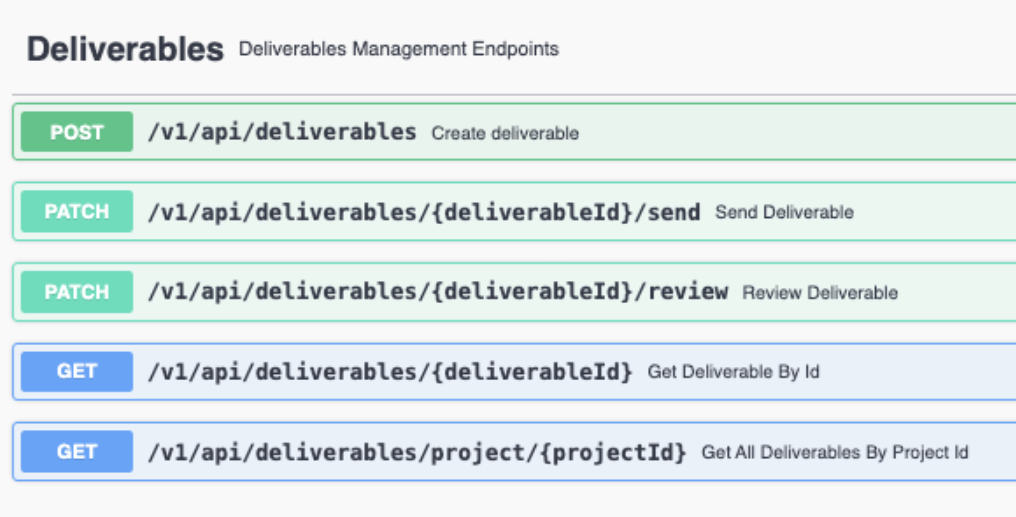 Deliverables Deliverables Management Endpoints
POST /v1/api/deliverables Create deliverable
PATCH /v1/api/deliverables/{deliverableId}/send Send Deliverable
PATCH /v1/api/deliverables/{deliverableId}/review Review Deliverable
GET /v1/api/deliverables/{deliverableId} Get Deliverable By Id
GET /v1/api/deliverables/project/{projectId} Get All Deliverables By Project Id